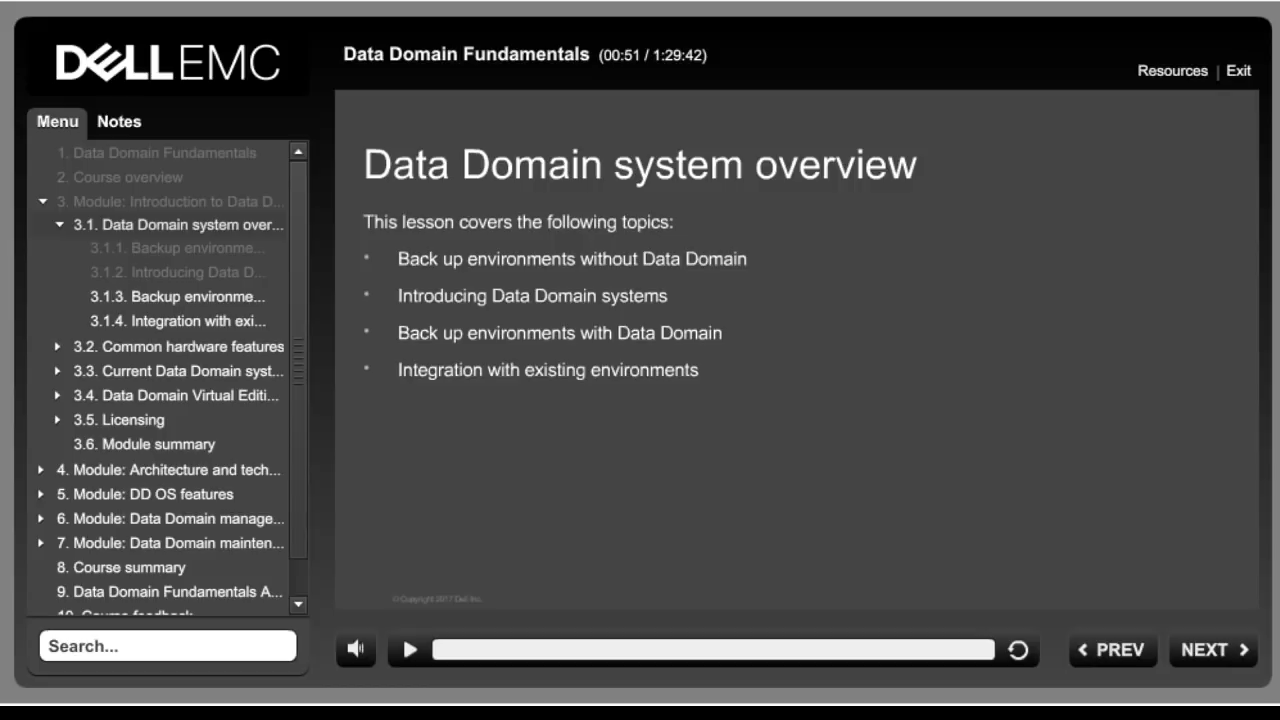 DELLEMC
Data Domain Fundamentals (00:51 / 1:29:42)
Resources | Exit
Menu Notes
1. Data Domain Fundamentals
2. Course overview
3. Module: Introduction to Data D...
3.1. Data Domain system over...
3.1.1. Backup environme...
3.1.2. Introducing Data D...
3.1.3. Backup environme...
3.1.4. Integration with exi...
3.2. Common hardware features
3.3. Current Data Domain syst...
3.4. Data Domain Virtual Editi...
3.5. Licensing
3.6. Module summary
4. Module: Architecture and tech...
5. Module: DD OS features
6. Module: Data Domain manage...
7. Module: Data Domain mainten...
8. Course summary
9. Data Domain Fundamentals A...
10. Course feedback
Search...
Data Domain system overview
This lesson covers the following topics:
• Back up environments without Data Domain
• Introducing Data Domain systems
• Back up environments with Data Domain
• Integration with existing environments
© Copyright 2017 Dell Inc.
PREV
NEXT